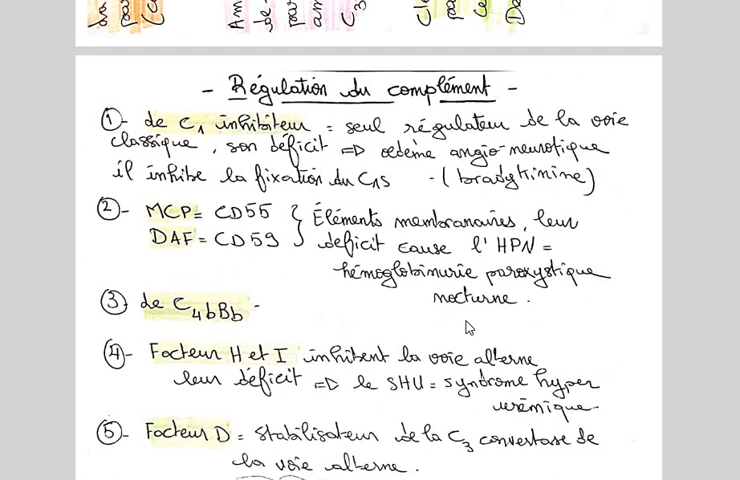 - Régulation du complément -
①- de C1 inhibiteur = seul régulateur de la voie
classique, son déficit => oedème angio-neurotique
il inhibe la fixation du C1S - (bradykinine)
②- MCP = CD55 } Éléments membranaires, leur
DAF = CD59 } deficit cause l'HPN =
hémoglobinurie paroxystique
nocturne.
③ de C4bBb -
④- Facteur H et I inhibent la voie alterne
leur déficit => le SHU = syndrome hyper
urémique-
⑤- Facteur D = stabilisateur de la C3 convertase de
la voie alterne.